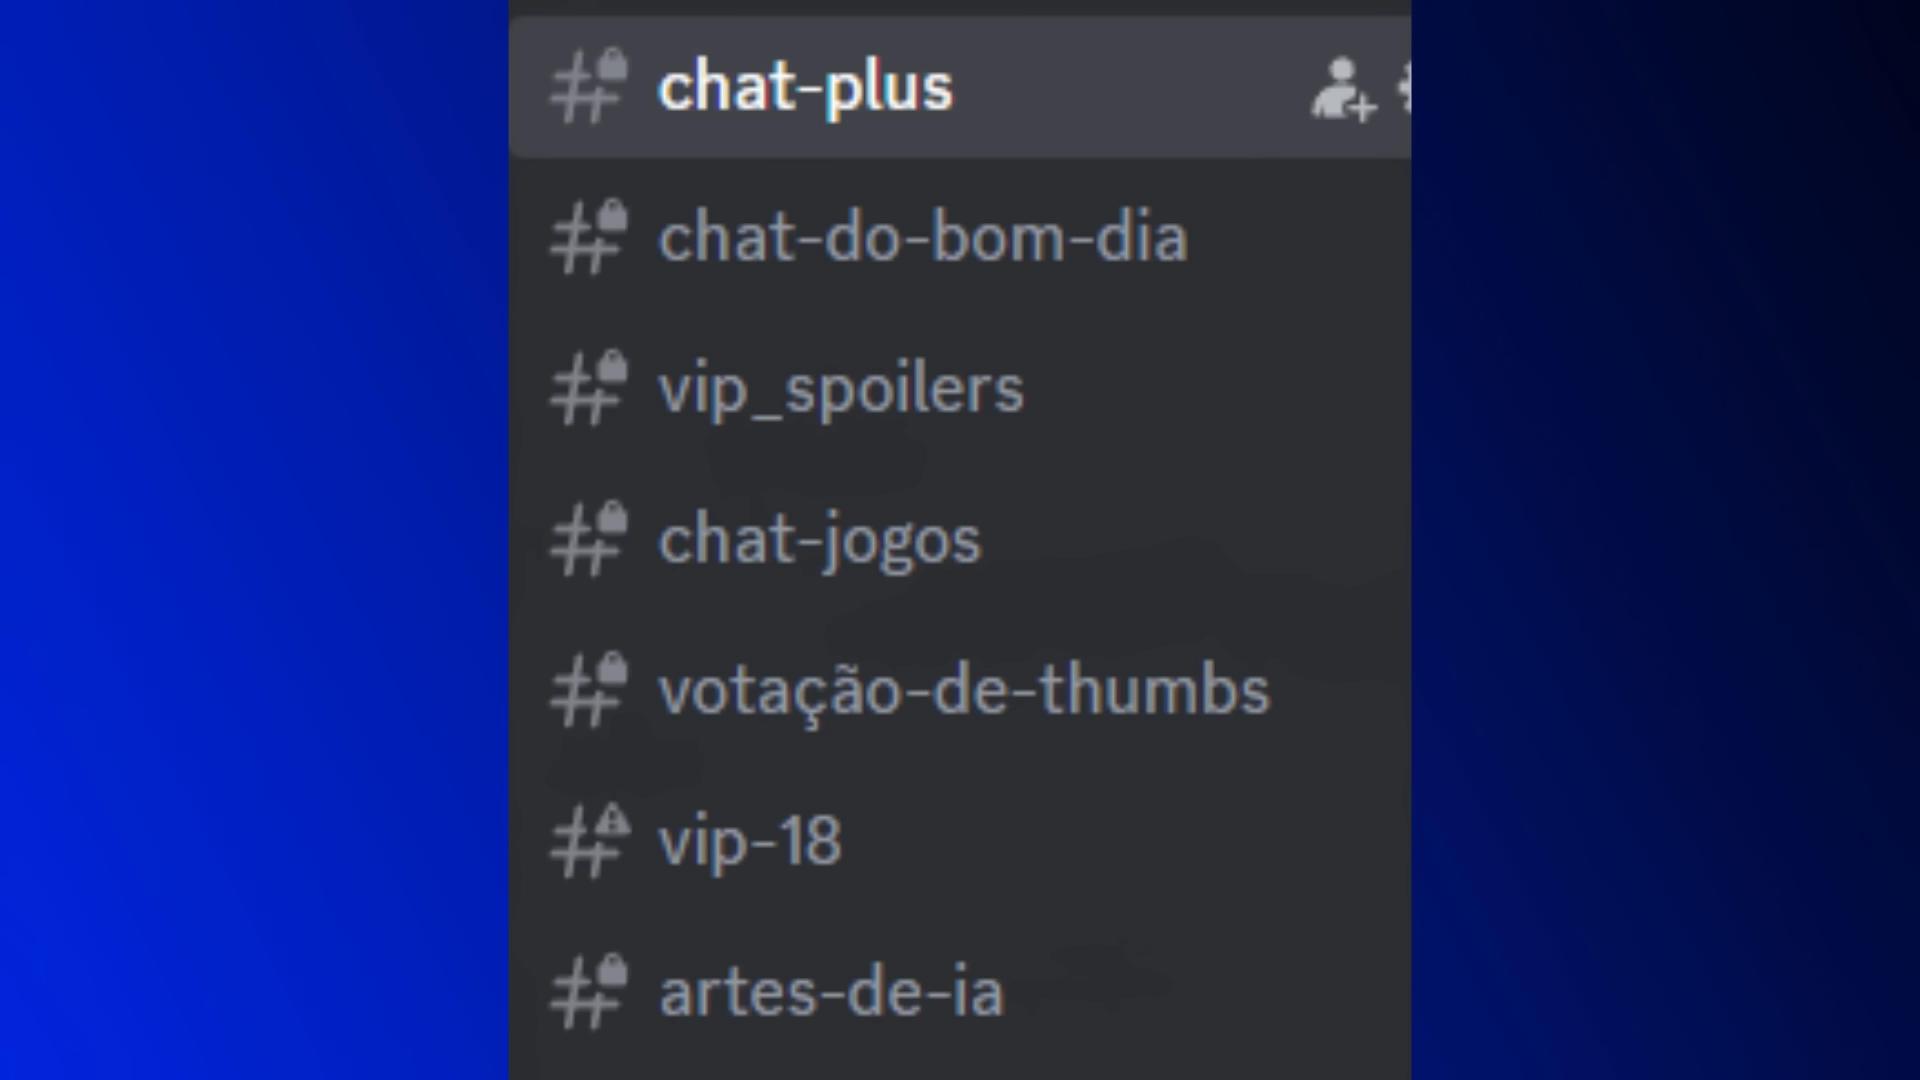 chat-plus
chat-do-bom-dia
vip_spoilers
chat-jogos
votação-de-thumbs
vip-18
artes-de-ia